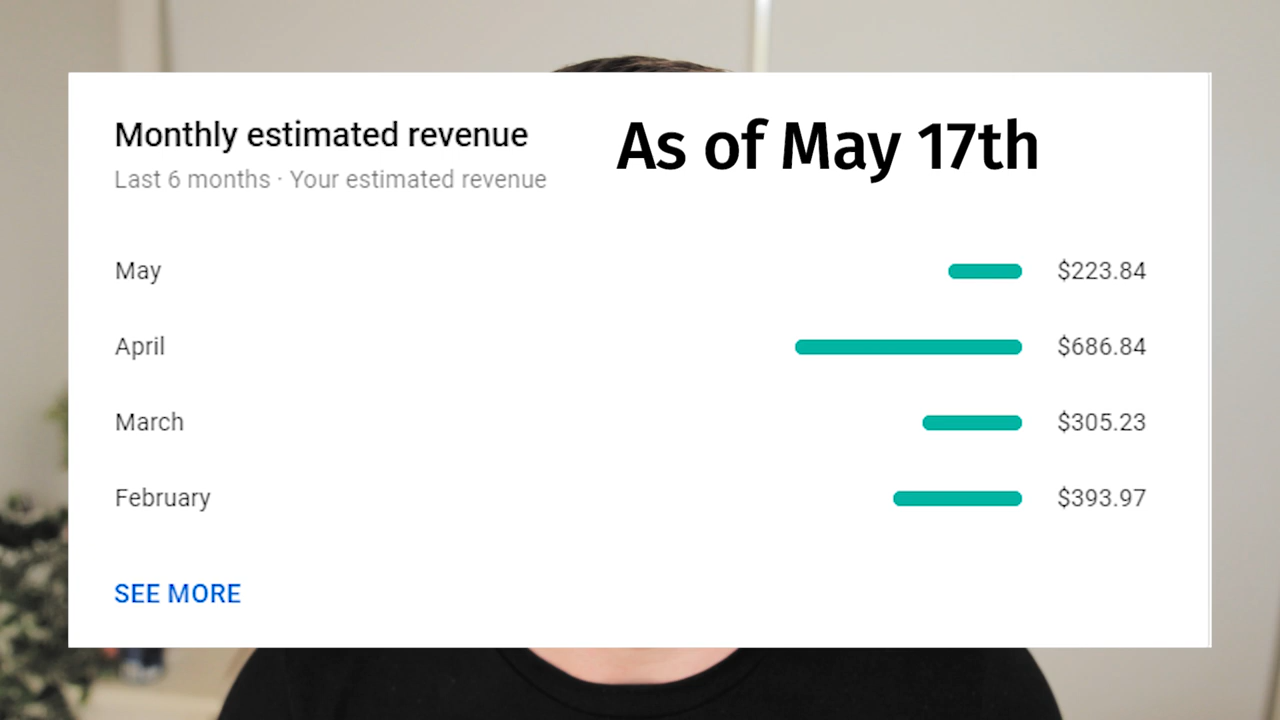 Monthly estimated revenue
As of May 17th
Last 6 months · Your estimated revenue
May $223.84
April $686.84
March $305.23
February $393.97
SEE MORE